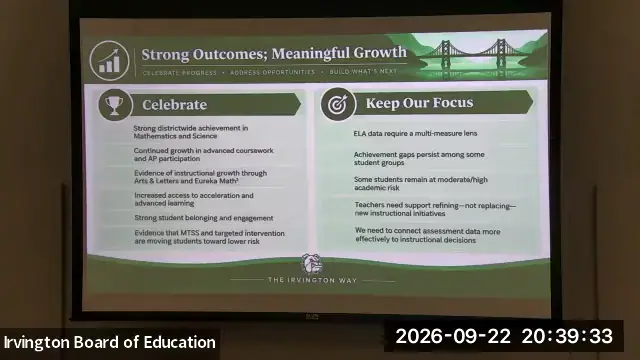 Strong Outcomes; Meaningful Growth
CELEBRATE PROGRESS • ADDRESS OPPORTUNITIES • BUILD WHAT'S NEXT
Celebrate
Strong districtwide achievement in
Mathematics and Science
Continued growth in advanced coursework
and AP participation
Evidence of instructional growth through
Arts & Letters and Eureka Math²
Increased access to acceleration and
advanced learning
Strong student belonging and engagement
Evidence that MTSS and targeted intervention
are moving students toward lower risk
Keep Our Focus
ELA data require a multi-measure lens
Achievement gaps persist among some
student groups
Some students remain at moderate/high
academic risk
Teachers need support refining—not replacing—
new instructional initiatives
We need to connect assessment data more
effectively to instructional decisions
THE IRVINGTON WAY
Irvington Board of Education
2026-09-22 20:39:33